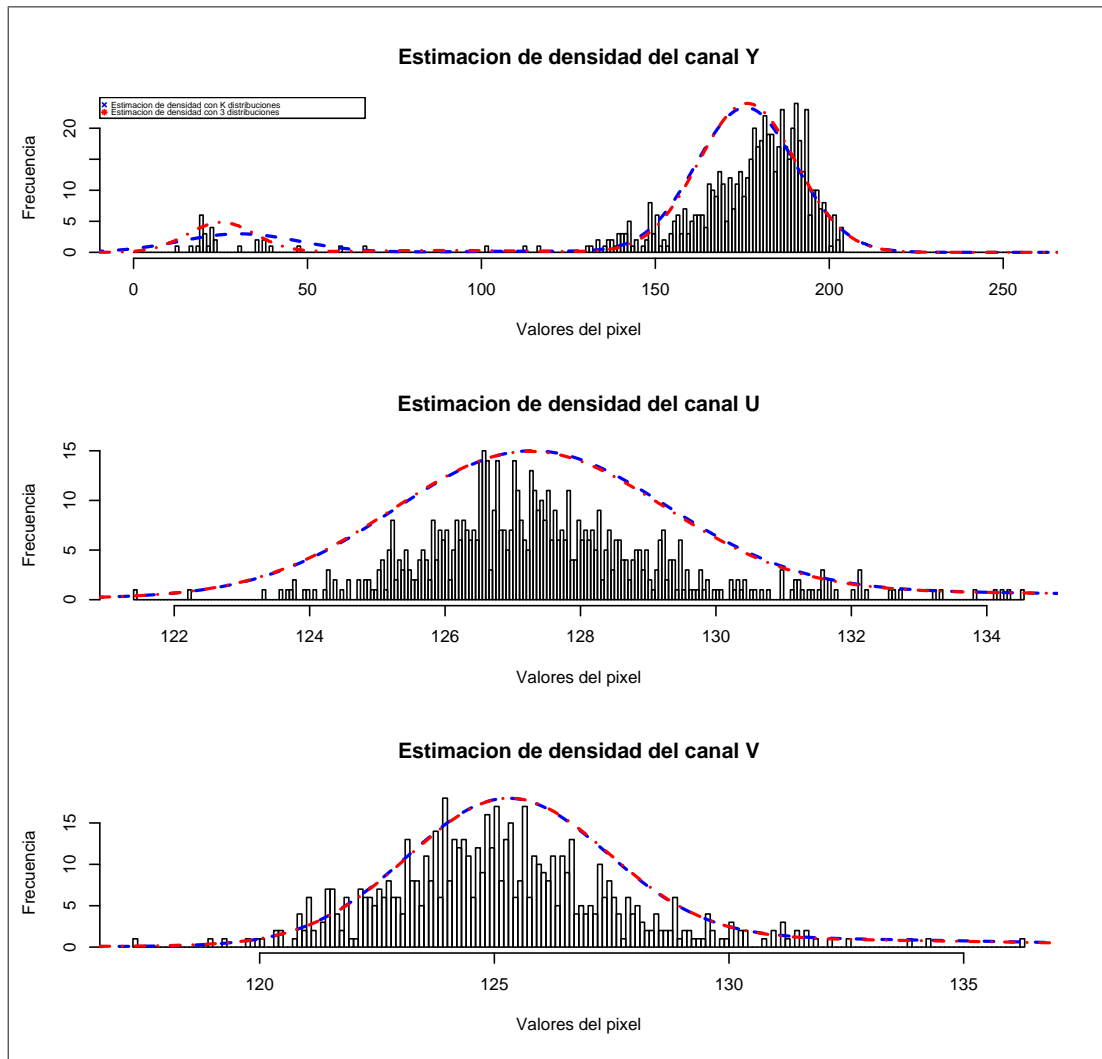 Estimacion de densidad del canal Y
Estimacion de densidad con K distribuciones
Estimacion de densidad con 3 distribuciones
Frecuencia
20
10
5
0
0 50 100 150 200 250
Valores del pixel
Estimacion de densidad del canal U
Frecuencia
15
10
5
0
122 124 126 128 130 132 134
Valores del pixel
Estimacion de densidad del canal V
Frecuencia
15
10
5
0
120 125 130 135
Valores del pixel